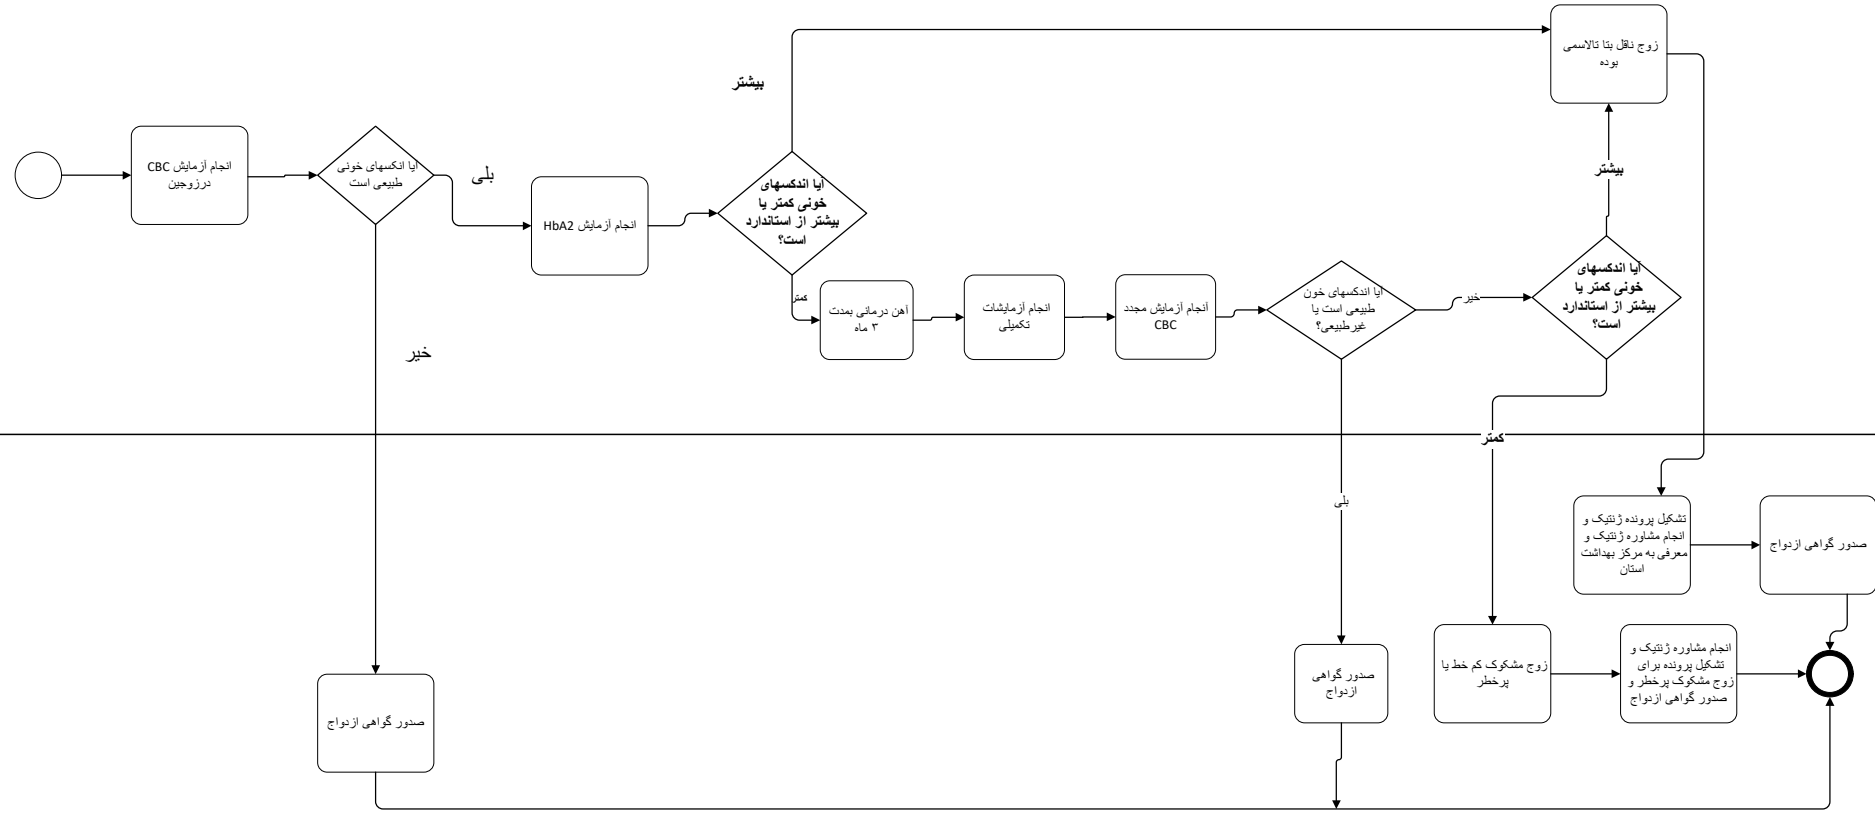 انجام آزمایش CBC
درزوجین
آیا انکسهای خونی
طبیعی است
بلی
خیر
انجام آزمایش HbA2
آیا اندکسهای
خونی کمتر یا
بیشتر از استاندارد
است؟
بیشتر
کمتر
آهن درمانی بمدت
۳ ماه
انجام آزمایشات
تکمیلی
آنجام آزمایش مجدد
CBC
آیا اندکسهای خون
طبیعی است یا
غیرطبیعی؟
خیر
بلی
آیا اندکسهای
خونی کمتر یا
بیشتر از استاندارد
است؟
بیشتر
کمتر
زوج ناقل بتا تالاسمی
بوده
تشکیل پرونده ژنتیک و
انجام مشاوره ژنتیک و
معرفی به مرکز بهداشت
استان
صدور گواهی ازدواج
زوج مشکوک کم خط یا
پرخطر
انجام مشاوره ژنتیک و
تشکیل پرونده برای
زوج مشکوک پرخطر و
صدور گواهی ازدواج
صدور گواهی
ازدواج
صدور گواهی ازدواج